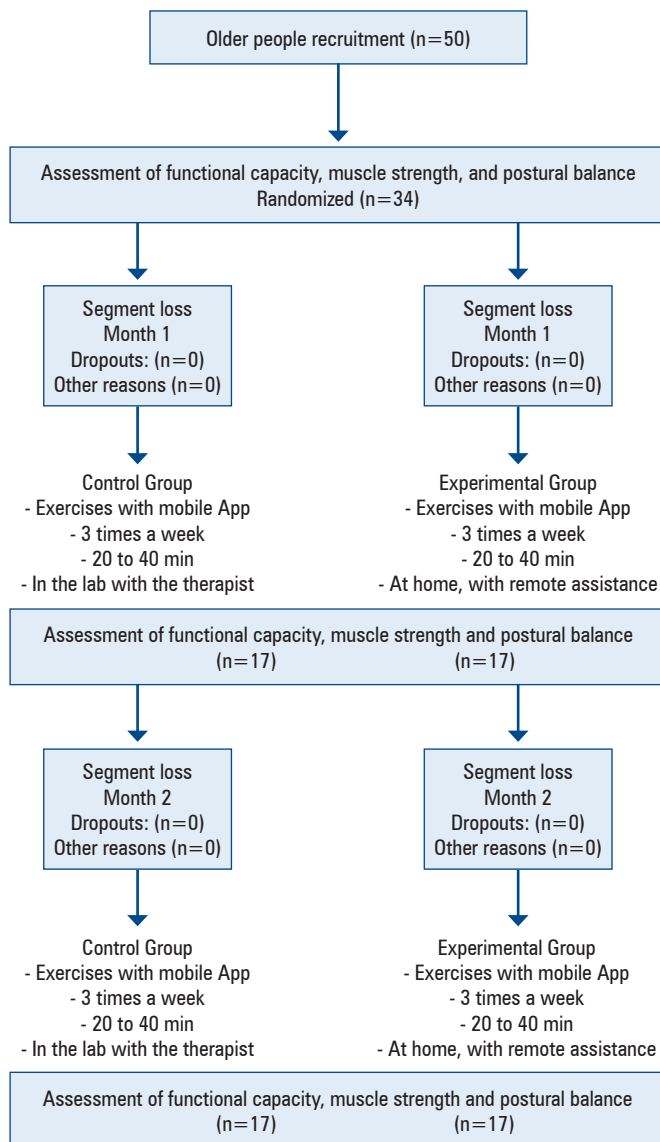 Older people recruitment (n=50)
Assessment of functional capacity, muscle strength, and postural balance
Randomized (n=34)
Segment loss
Month 1
Dropouts: (n=0)
Other reasons (n=0)
Segment loss
Month 1
Dropouts: (n=0)
Other reasons (n=0)
Control Group
- Exercises with mobile App
- 3 times a week
- 20 to 40 min
- In the lab with the therapist
Experimental Group
- Exercises with mobile App
- 3 times a week
- 20 to 40 min
- At home, with remote assistance
Assessment of functional capacity, muscle strength and postural balance
(n=17) (n=17)
Segment loss
Month 2
Dropouts: (n=0)
Other reasons (n=0)
Segment loss
Month 2
Dropouts: (n=0)
Other reasons (n=0)
Control Group
- Exercises with mobile App
- 3 times a week
- 20 to 40 min
- In the lab with the therapist
Experimental Group
- Exercises with mobile App
- 3 times a week
- 20 to 40 min
- At home, with remote assistance
Assessment of functional capacity, muscle strength and postural balance
(n=17) (n=17)